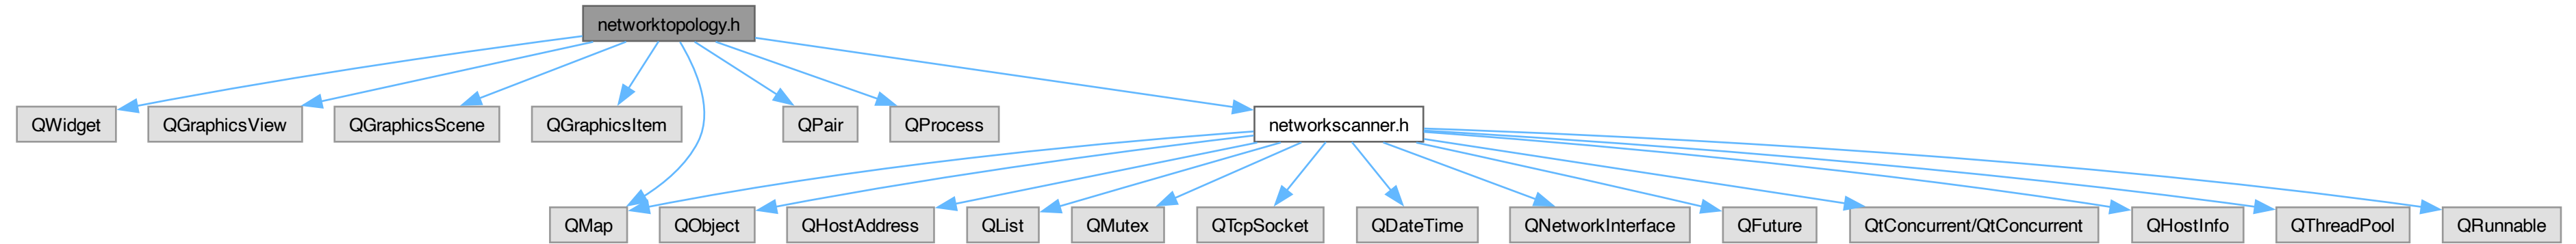 networktopology.h
QWidget
QGraphicsView
QGraphicsScene
QGraphicsItem
QPair
QProcess
networkscanner.h
QMap
QObject
QHostAddress
QList
QMutex
QTcpSocket
QDateTime
QNetworkInterface
QFuture
QtConcurrent/QtConcurrent
QHostInfo
QThreadPool
QRunnable